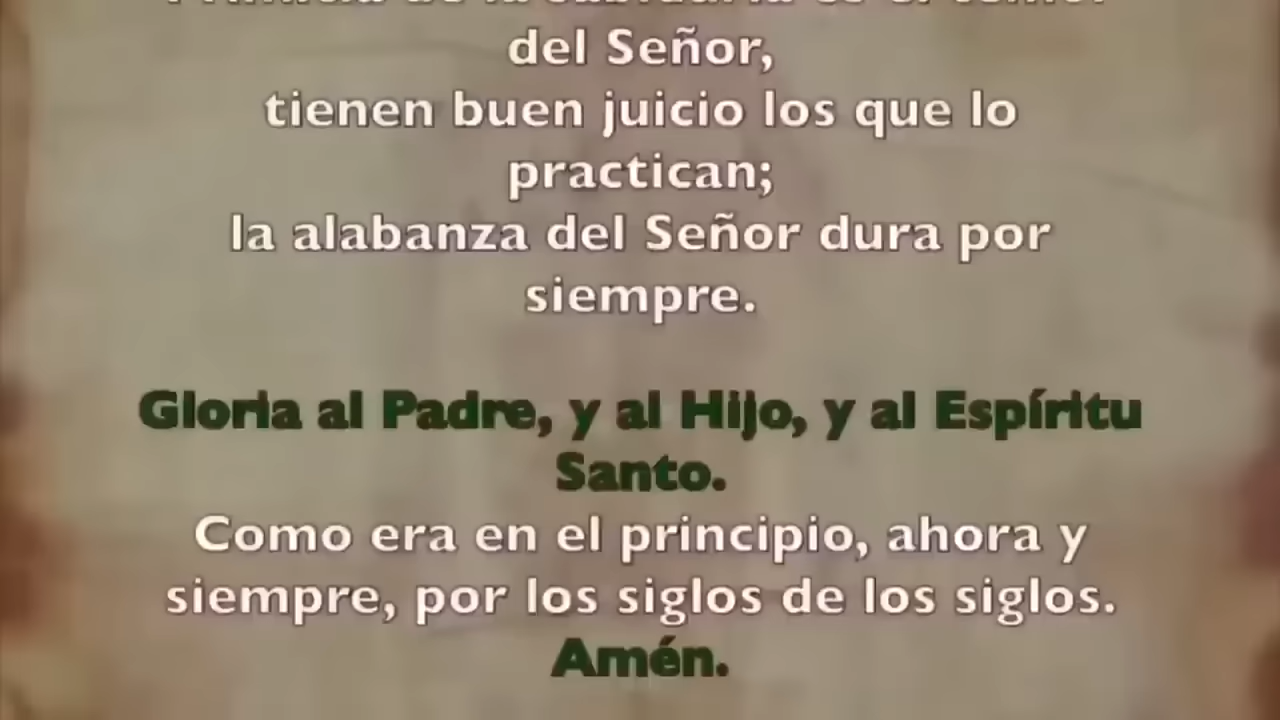 del Señor,
tienen buen juicio los que lo
practican;
la alabanza del Señor dura por
siempre.
Gloria al Padre, y al Hijo, y al Espíritu
Santo.
Como era en el principio, ahora y
siempre, por los siglos de los siglos.
Amén.